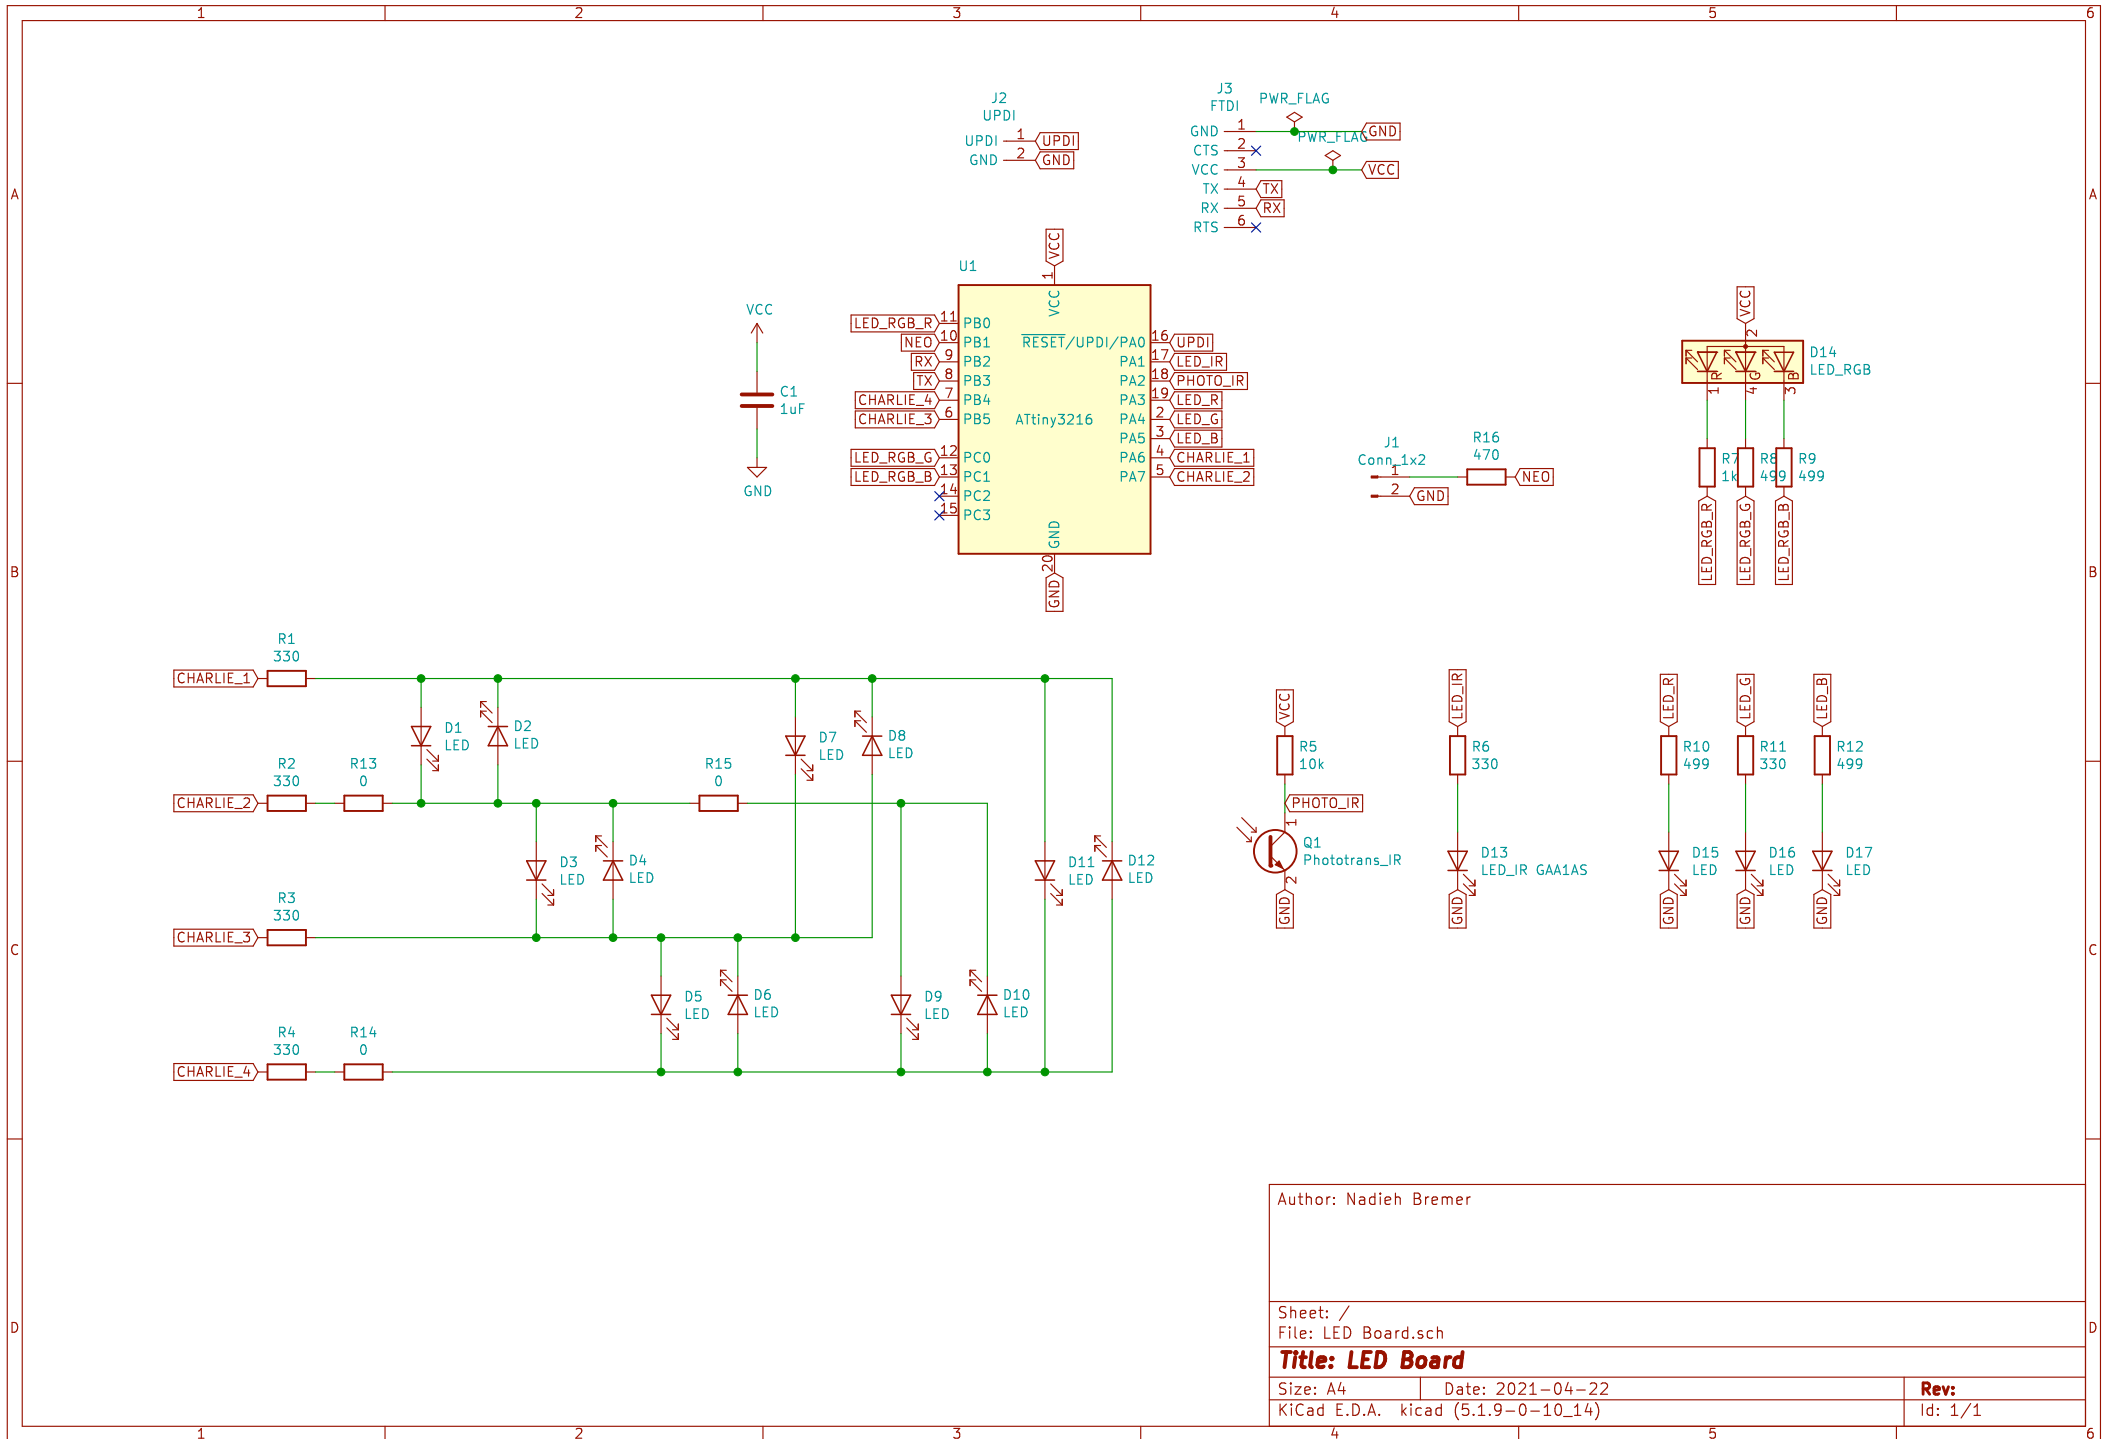 1 2 3 4 5 6
A
B
C
D
J2
UPDI
UPDI 1 UPDI
GND 2 GND
J3
FTDI
PWR_FLAG
GND 1 GND
PWR_FLAG
CTS 2
VCC 3 VCC
TX 4 TX
RX 5 RX
RTS 6
VCC
C1
1uF
GND
U1
VCC
1
VCC
LED_RGB_R 11 PB0
NEO 10 PB1
RX 9 PB2
TX 8 PB3
CHARLIE_4 7 PB4
CHARLIE_3 6 PB5
LED_RGB_G 12 PC0
LED_RGB_B 13 PC1
14 PC2
15 PC3
ATtiny3216
RESET/UPDI/PA0 16 UPDI
PA1 17 LED_IR
PA2 18 PHOTO_IR
PA3 19 LED_R
PA4 2 LED_G
PA5 3 LED_B
PA6 4 CHARLIE_1
PA7 5 CHARLIE_2
GND
20
GND
J1
Conn_1x2
1
2 GND
R16
470
NEO
VCC
2
D14
LED_RGB
R G B
1 4 3
R7
1k
R8
499
R9
499
LED_RGB_R
LED_RGB_G
LED_RGB_B
R1
330
CHARLIE_1
D1
LED
D2
LED
D7
LED
D8
LED
R2
330
R13
0
R15
0
CHARLIE_2
D3
LED
D4
LED
D11
LED
D12
LED
R3
330
CHARLIE_3
D5
LED
D6
LED
D9
LED
D10
LED
R4
330
R14
0
CHARLIE_4
VCC
R5
10k
PHOTO_IR
1
Q1
Phototrans_IR
2
GND
LED_IR
R6
330
D13
LED_IR GAA1AS
GND
LED_R
R10
499
D15
LED
GND
LED_G
R11
330
D16
LED
GND
LED_B
R12
499
D17
LED
GND
Author: Nadieh Bremer
Sheet: /
File: LED Board.sch
Title: LED Board
Size: A4 Date: 2021-04-22 Rev:
KiCad E.D.A. kicad (5.1.9-0-10_14) Id: 1/1
A
B
C
D
1 2 3 4 5 6